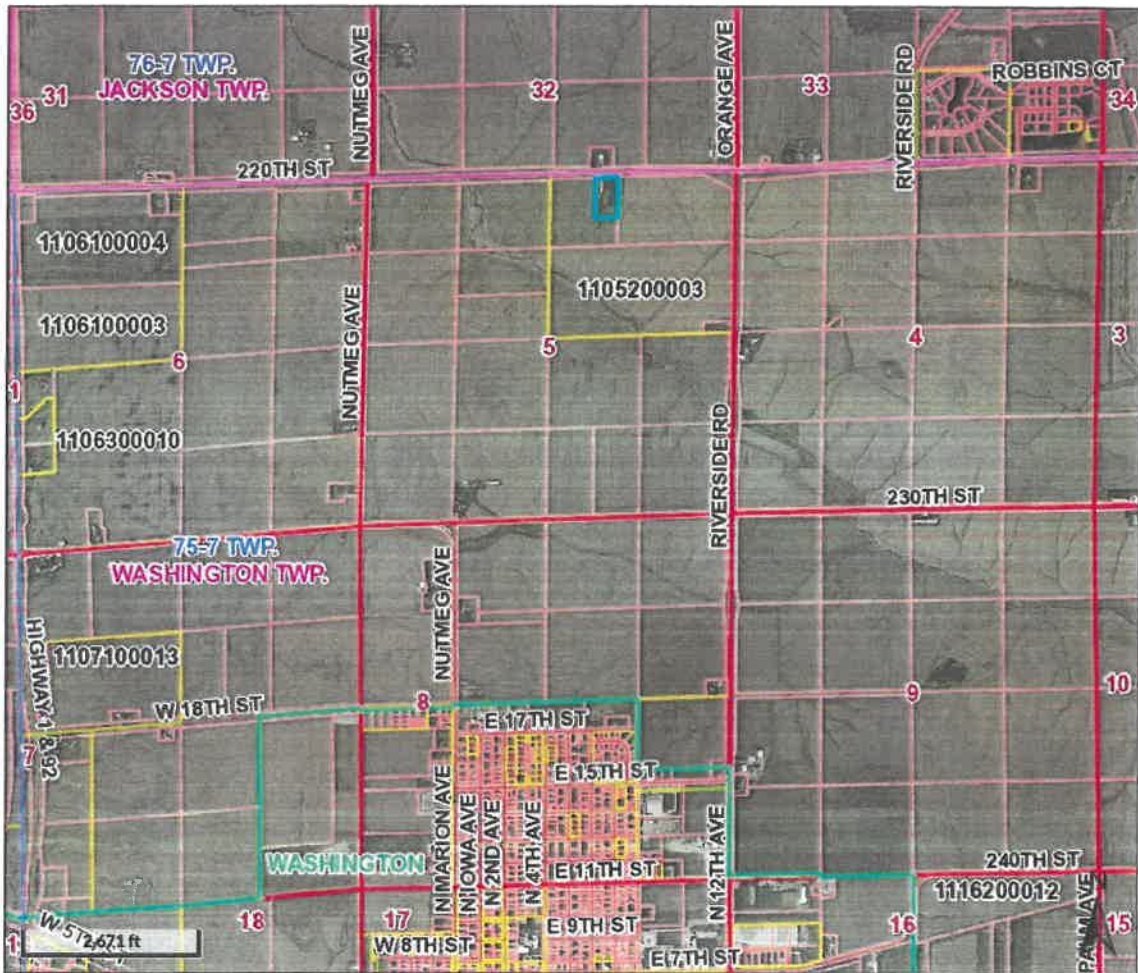 76-7 TWP.
JACKSON TWP.
36
31
NUTMEG AVE
32
ORANGE AVE
33
RIVERSIDE RD
ROBBINS CT
34
220TH ST
1106100004
1106100003
6
1
NUTMEG AVE
1105200003
5
4
3
1106300010
RIVERSIDE RD
230TH ST
75-7 TWP.
WASHINGTON TWP.
NUTMEG AVE
1107100013
HIGHWAY 1 & 92
W 18TH ST
7
8
E 17TH ST
9
10
E 15TH ST
N MARION AVE
N IOWA AVE
N 2ND AVE
N 4TH AVE
N 12TH AVE
WASHINGTON
E 11TH ST
240TH ST
1116200012
PALM AVE
18
17
E 9TH ST
16
15
W 5T
W 8TH ST
E 7TH ST
1
2,671 ft